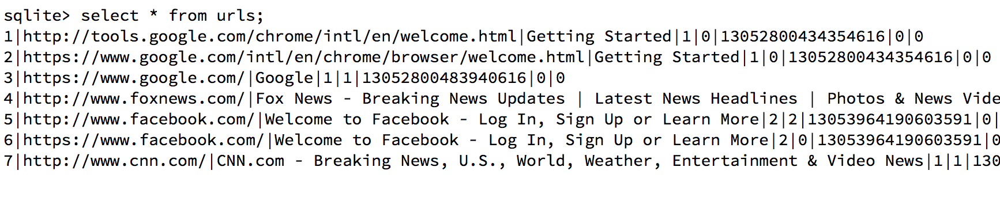 sqlite> select * from urls;
1|http://tools.google.com/chrome/intl/en/welcome.html|Getting Started|1|0|13052800434354616|0|0
2|https://www.google.com/intl/en/chrome/browser/welcome.html|Getting Started|1|0|13052800434354616|0|0
3|https://www.google.com/|Google|1|1|13052800483940616|0|0
4|http://www.foxnews.com/|Fox News - Breaking News Updates | Latest News Headlines | Photos & News Vide
5|http://www.facebook.com/|Welcome to Facebook - Log In, Sign Up or Learn More|2|2|13053964190603591|0|
6|https://www.facebook.com/|Welcome to Facebook - Log In, Sign Up or Learn More|2|0|13053964190603591|0
7|http://www.cnn.com/|CNN.com - Breaking News, U.S., World, Weather, Entertainment & Video News|1|1|130